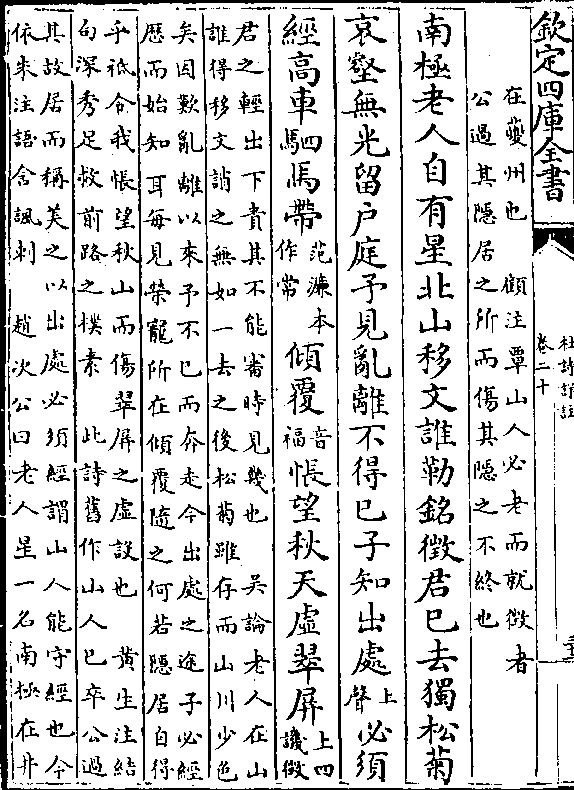 欽定四庫全書
杜詩詳註
卷二十
在夔州也 顧注覃山人必老而就徵者
公過其隱居之所而傷其隱之不終也
南極老人自有星北山移文誰勒銘徵君已去獨松菊
哀壑無光留戶庭予見亂離不得已子知出處上聲必須
經高車駟馬帶范濂本作常傾覆音福悵望秋天虛翠屏上四譏徵
君之輕出下責其不能審時見幾也 吳論老人在山
誰得移文誚之無如一去之後松菊雖存而山川少色
矣因歎亂離以來予不已而奔走今出處之途子必經
歴而始知耳每見榮寵所在傾覆隨之何若隱居自得
乎祗令我悵望秋山而傷翠屏之虛設也 黄生注結
句深秀足救前路之樸素 此詩舊作山人已卒公過
其故居而稱美之以出處必須經謂山人能守經也今
依朱注語含諷刺 趙次公曰老人星一名南極在井